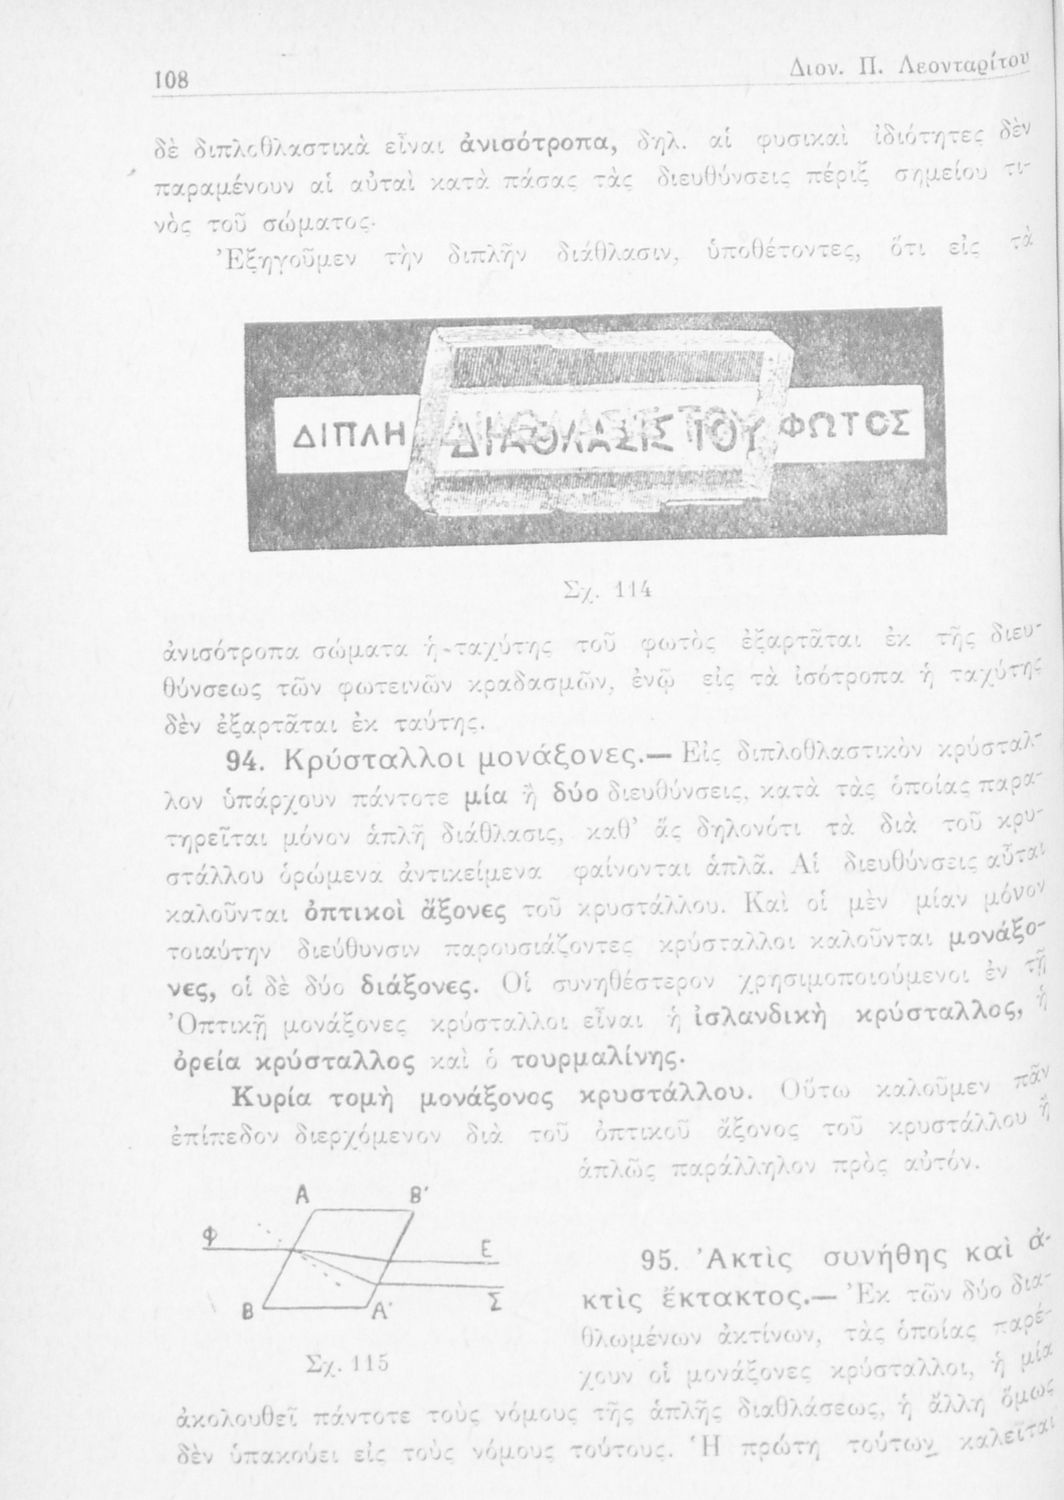 108
Διον. Π. Λεονταρίτου
δὲ διπλοθλαστικὰ εἶναι ἀνισότροπα, δηλ. αἱ φυσικαὶ ἰδιότητες δὲν
παραμένουν αἱ αὐταὶ κατὰ πάσας τὰς διευθύνσεις πέριξ σημείου τι-
νὸς τοῦ σώματος.
Ἐξηγοῦμεν τὴν διπλῆν διάθλασιν, ὑποθέτοντες, ὅτι εἰς τὰ
ΔΙΠΛΗ ΔΙΑΘΛΑΣΙΣ ΤΟΥ ΦΩΤΟΣ
Σχ. 114
ἀνισότροπα σώματα ἡ ταχύτης τοῦ φωτὸς ἐξαρτᾶται ἐκ τῆς διευ-
θύνσεως τῶν φωτεινῶν κραδασμῶν, ἐνῷ εἰς τὰ ἰσότροπα ἡ ταχύτης
δὲν ἐξαρτᾶται ἐκ ταύτης.
94. Κρύσταλλοι μονάξονες.— Εἰς διπλοθλαστικὸν κρύσταλ-
λον ὑπάρχουν πάντοτε μία ἢ δύο διευθύνσεις, κατὰ τὰς ὁποίας παρα-
τηρεῖται μόνον ἁπλῆ διάθλασις, καθ’ ἃς δηλονότι τὰ διὰ τοῦ κρυ-
στάλλου ὁρώμενα ἀντικείμενα φαίνονται ἁπλᾶ. Αἱ διευθύνσεις αὗται
καλοῦνται ὀπτικοὶ ἄξονες τοῦ κρυστάλλου. Καὶ οἱ μὲν μίαν μόνον
τοιαύτην διεύθυνσιν παρουσιάζοντες κρύσταλλοι καλοῦνται μονάξο-
νες, οἱ δὲ δύο διάξονες. Οἱ συνηθέστερον χρησιμοποιούμενοι ἐν τῇ
Ὀπτικῇ μονάξονες κρύσταλλοι εἶναι ἡ ἰσλανδικὴ κρύσταλλος, ἡ
ὀρεία κρύσταλλος καὶ ὁ τουρμαλίνης.
Κυρία τομὴ μονάξονος κρυστάλλου. Οὕτω καλοῦμεν πᾶν
ἐπίπεδον διερχόμενον διὰ τοῦ ὀπτικοῦ ἄξονος τοῦ κρυστάλλου ἢ
ἁπλῶς παράλληλον πρὸς αὐτόν.
Α Β'
Φ Ε
Β Α' Σ
Σχ. 115
95. Ἀκτὶς συνήθης καὶ ἀ-
κτὶς ἔκτακτος.— Ἐκ τῶν δύο δια-
θλωμένων ἀκτίνων, τὰς ὁποίας παρέ-
χουν οἱ μονάξονες κρύσταλλοι, ἡ μία
ἀκολουθεῖ πάντοτε τοὺς νόμους τῆς ἁπλῆς διαθλάσεως, ἡ ἄλλη ὅμως
δὲν ὑπακούει εἰς τοὺς νόμους τούτους. Ἡ πρώτη τούτων καλεῖται